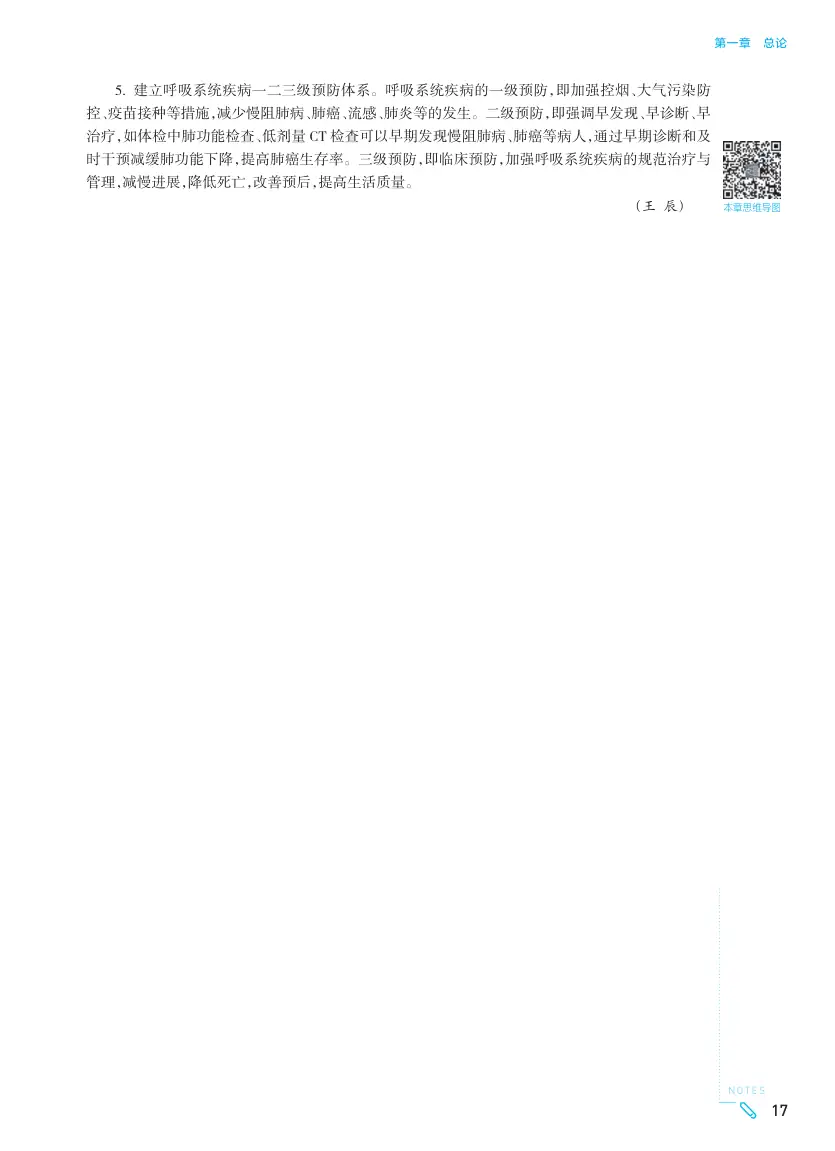 第一章 总论
5. 建立呼吸系统疾病一二三级预防体系。呼吸系统疾病的一级预防,即加强控烟、大气污染防
控、疫苗接种等措施,减少慢阻肺病、肺癌、流感、肺炎等的发生。二级预防,即强调早发现、早诊断、早
治疗,如体检中肺功能检查、低剂量 CT 检查可以早期发现慢阻肺病、肺癌等病人,通过早期诊断和及
时干预减缓肺功能下降,提高肺癌生存率。三级预防,即临床预防,加强呼吸系统疾病的规范治疗与
管理,减慢进展,降低死亡,改善预后,提高生活质量。
(王 辰)
本章思维导图
NOTES
17